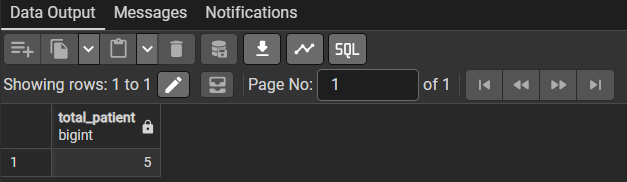 Data Output Messages Notifications
SQL
Showing rows: 1 to 1 Page No: 1 of 1
total_patient
bigint
1 5